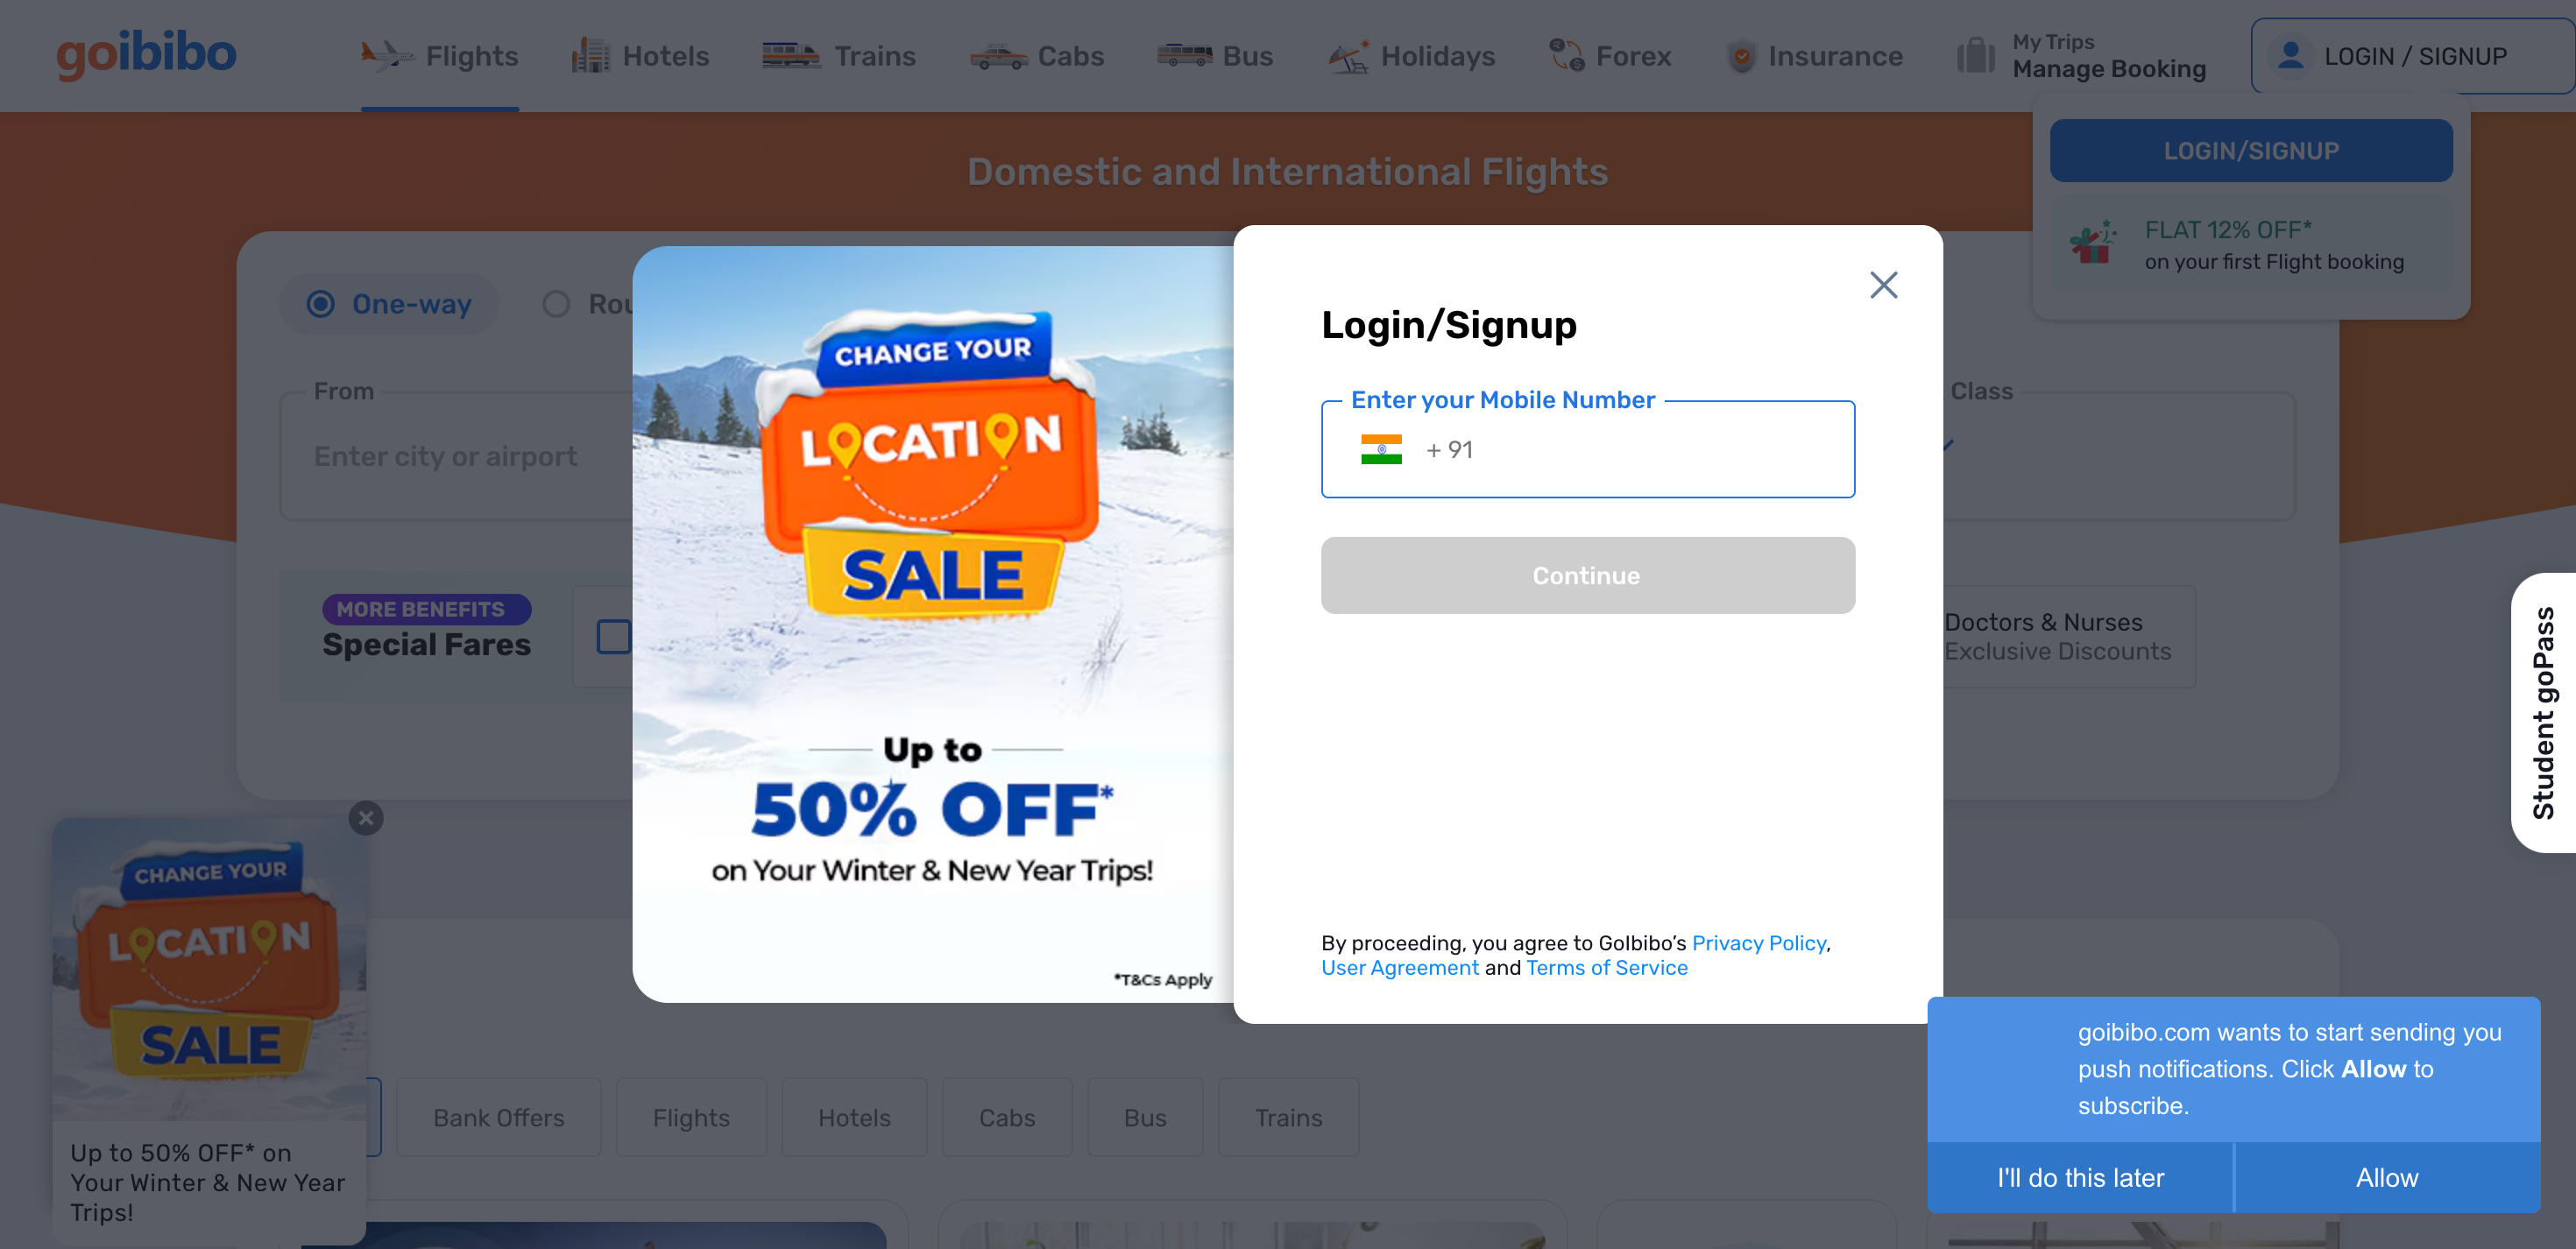 goibibo
Flights
Hotels
Trains
Cabs
Bus
Holidays
Forex
Insurance
My Trips
Manage Booking
LOGIN / SIGNUP
LOGIN/SIGNUP
FLAT 12% OFF*
on your first Flight booking
Domestic and International Flights
One-way
From
Enter city or airport
Class
MORE BENEFITS
Special Fares
Doctors & Nurses
Exclusive Discounts
CHANGE YOUR
LOCATION
SALE
Up to
50% OFF*
on Your Winter & New Year Trips!
*T&Cs Apply
Login/Signup
Enter your Mobile Number
+ 91
Continue
By proceeding, you agree to GoIbibo's Privacy Policy,
User Agreement and Terms of Service
Student goPass
CHANGE YOUR
LOCATION
SALE
Up to 50% OFF* on
Your Winter & New Year
Trips!
Bank Offers
Flights
Hotels
Cabs
Bus
Trains
goibibo.com wants to start sending you
push notifications. Click Allow to
subscribe.
I'll do this later
Allow